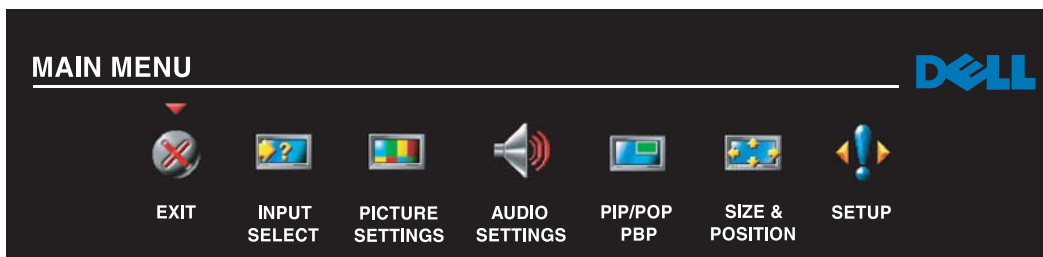 MAIN MENU
DELL
EXIT
INPUT
SELECT
PICTURE
SETTINGS
AUDIO
SETTINGS
PIP/POP
PBP
SIZE &
POSITION
SETUP